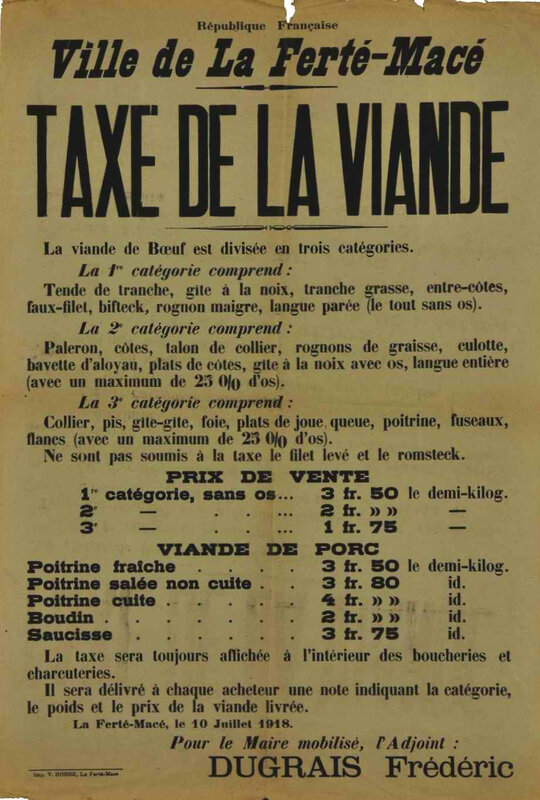 République Française
Ville de La Ferté-Macé
TAXE DE LA VIANDE
La viande de Bœuf est divisée en trois catégories.
La 1re catégorie comprend :
Tende de tranche, gite à la noix, tranche grasse, entre-côtes,
faux-filet, bifteck, rognon maigre, langue parée (le tout sans os).
La 2e catégorie comprend :
Paleron, côtes, talon de collier, rognons de graisse, culotte,
bavette d'aloyau, plats de côtes, gite à la noix avec os, langue entière
(avec un maximum de 25 0/0 d'os).
La 3e catégorie comprend :
Collier, pis, gite-gite, foie, plats de joue, queue, poitrine, fuseaux,
flancs (avec un maximum de 25 0/0 d'os).
Ne sont pas soumis à la taxe le filet levé et le romsteck.
PRIX DE VENTE
1re catégorie, sans os... 3 fr. 50 le demi-kilog.
2e — . . . . 2 fr. » » —
3e — . . . . 1 fr. 75 —
VIANDE DE PORC
Poitrine fraîche . . . . 3 fr. 50 le demi-kilog.
Poitrine salée non cuite . . 3 fr. 80 id.
Poitrine cuite . . . . . 4 fr. » » id.
Boudin . . . . . . . 2 fr. » » id.
Saucisse . . . . . . 3 fr. 75 id.
La taxe sera toujours affichée à l'intérieur des boucheries et
charcuteries.
Il sera délivré à chaque acheteur une note indiquant la catégorie,
le poids et le prix de la viande livrée.
La Ferté-Macé, le 10 Juillet 1918.
Pour le Maire mobilisé, l'Adjoint :
DUGRAIS Frédéric
Imp. V. La Ferté-Macé